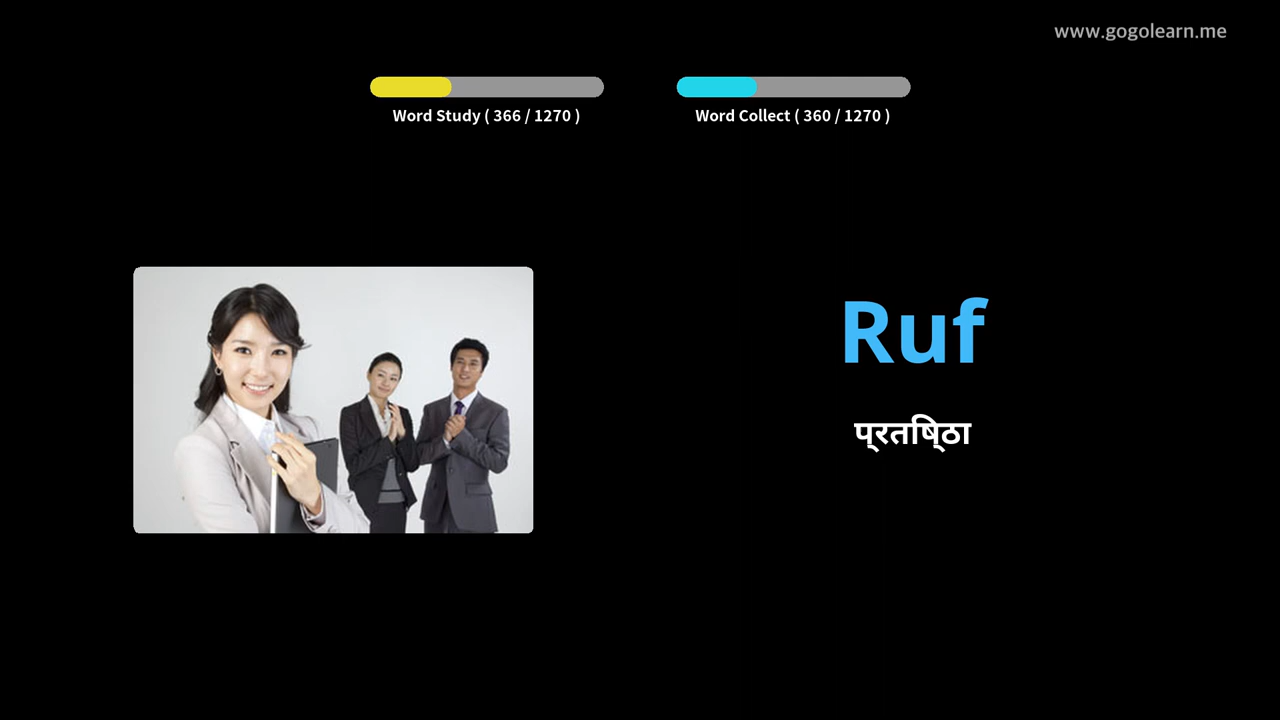 www.gogolearn.me
Word Study ( 366 / 1270 )
Word Collect ( 360 / 1270 )
Ruf
प्रतिष्ठा